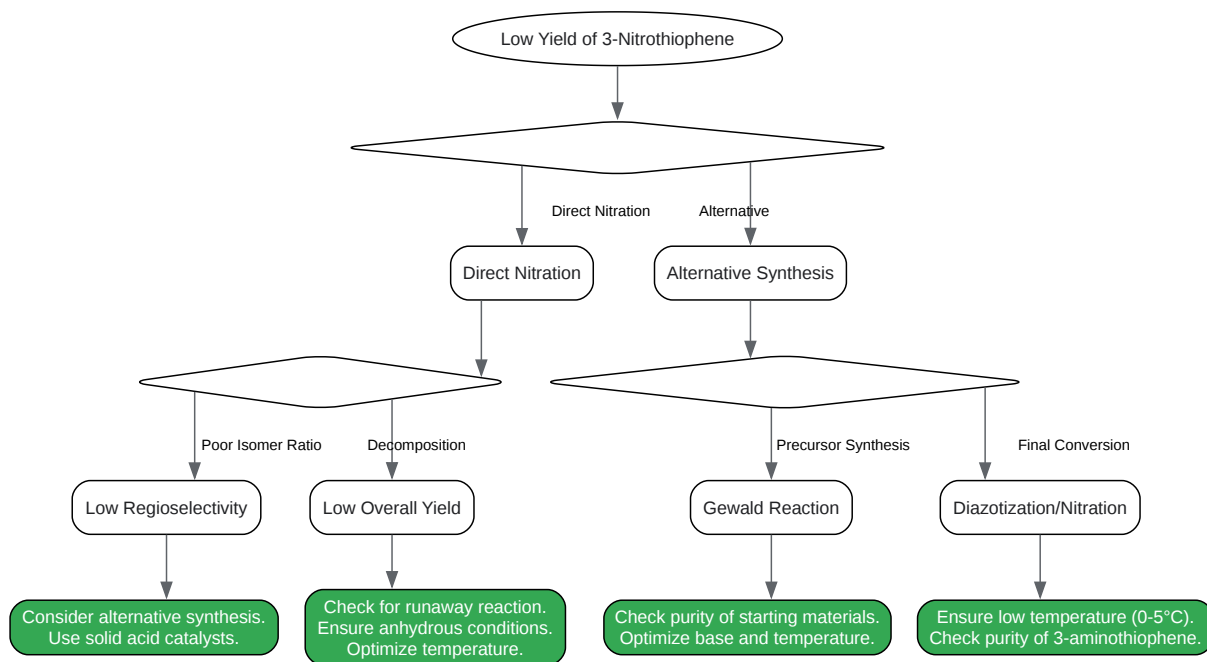 Low Yield of 3-Nitrothiophene
Direct Nitration
Alternative
Direct Nitration
Alternative Synthesis
Poor Isomer Ratio
Decomposition
Precursor Synthesis
Final Conversion
Low Regioselectivity
Low Overall Yield
Gewald Reaction
Diazotization/Nitration
Consider alternative synthesis.
Use solid acid catalysts.
Check for runaway reaction.
Ensure anhydrous conditions.
Optimize temperature.
Check purity of starting materials.
Optimize base and temperature.
Ensure low temperature (0-5°C).
Check purity of 3-aminothiophene.